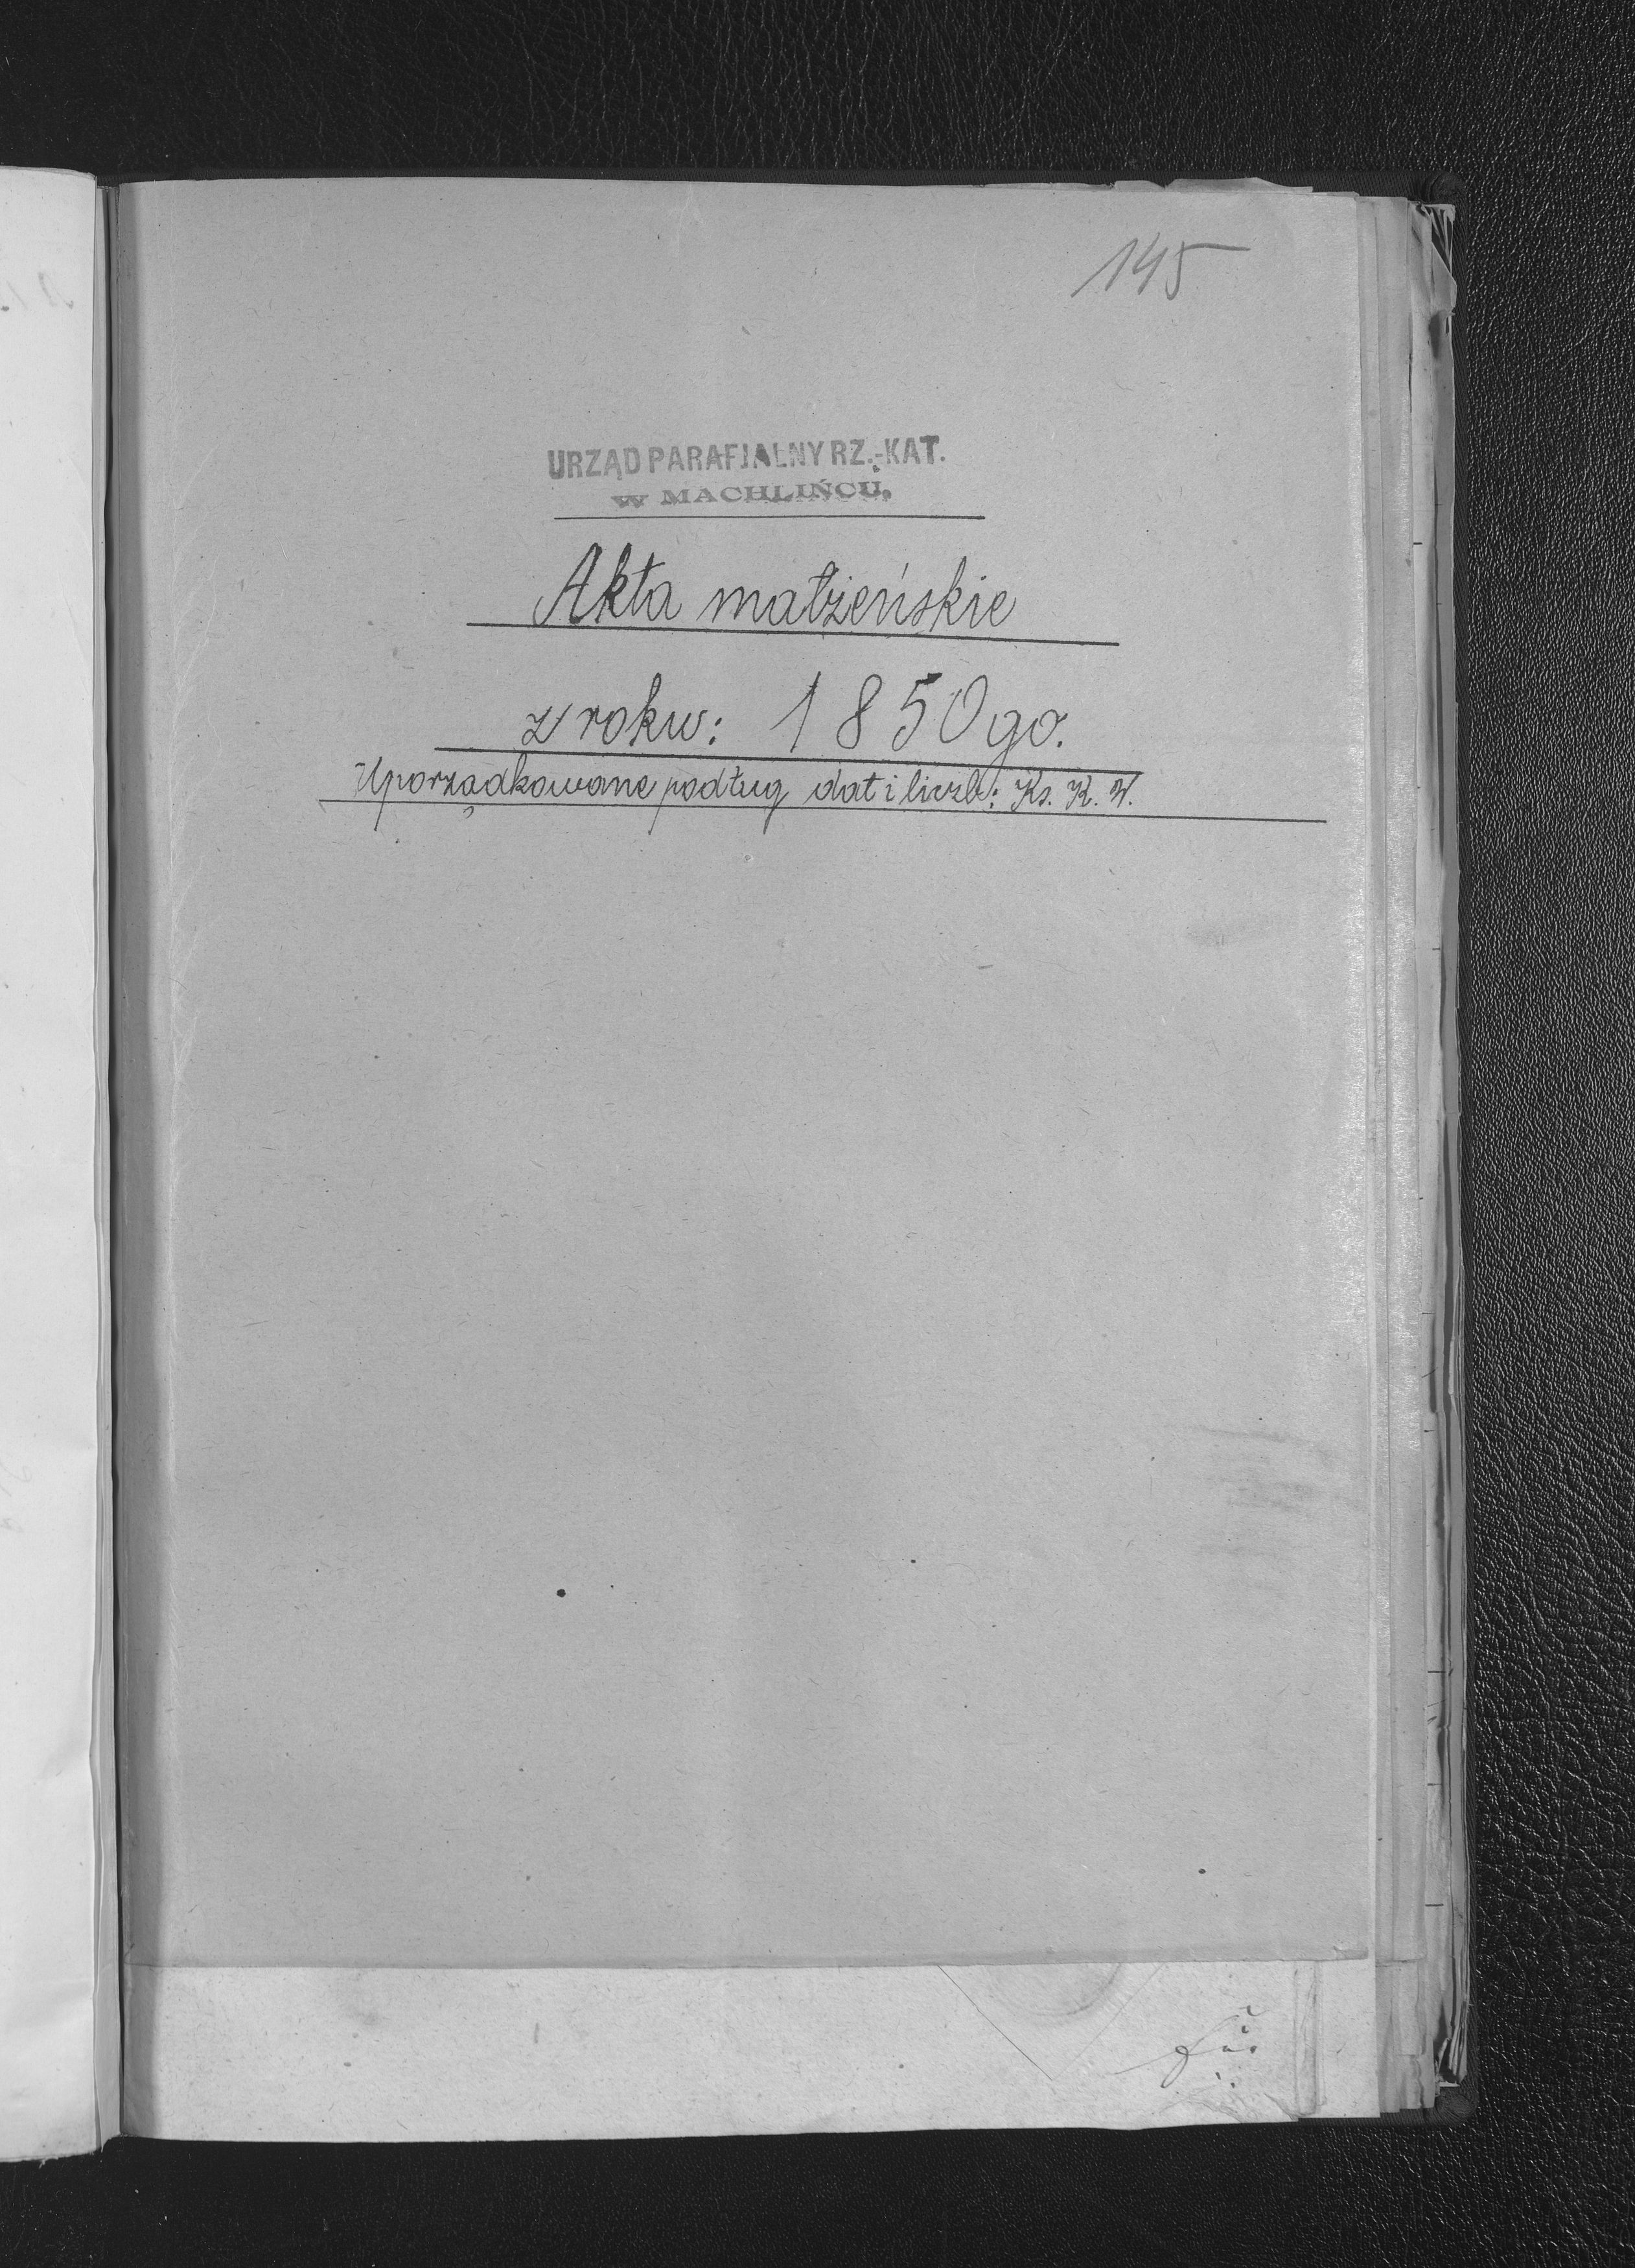 145
URZĄD PARAFJALNY RZ.-KAT.
W MACHLIŃCU.
Akta małżeńskie
z roku: 1850go.
Uporządkowane podług dat i liczb: Ks. K. W.